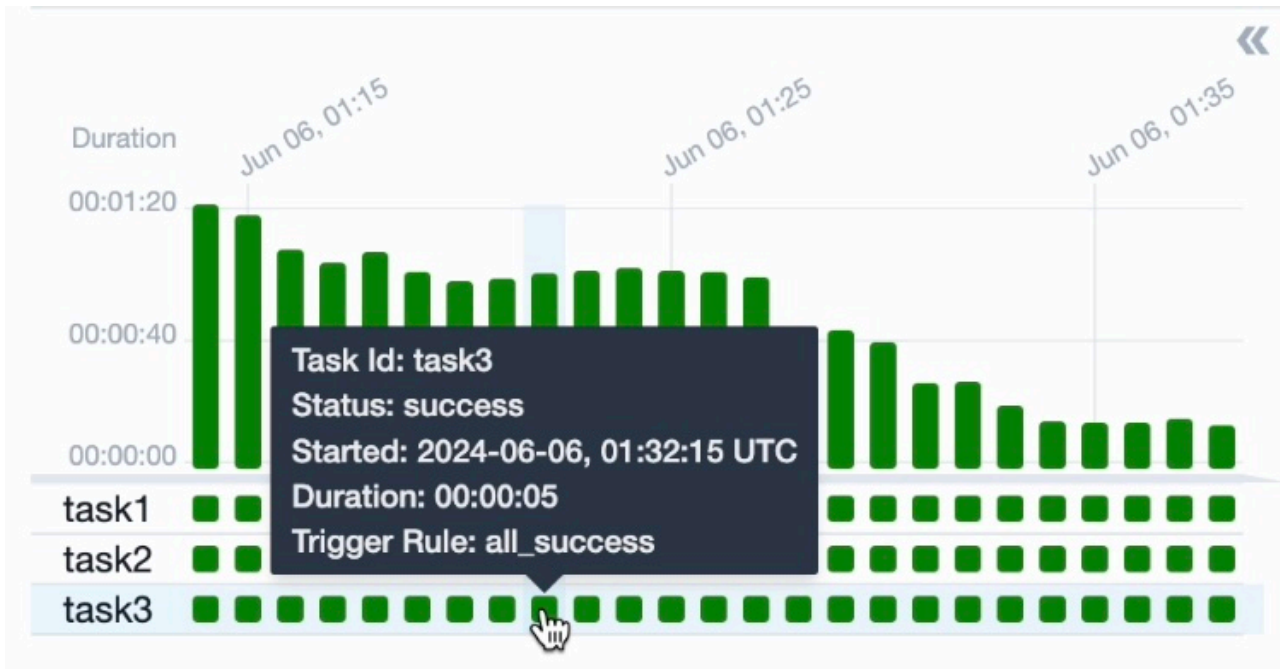 Jun 06, 01:15
Jun 06, 01:25
Jun 06, 01:35
Duration
00:01:20
00:00:40
00:00:00
Task Id: task3
Status: success
Started: 2024-06-06, 01:32:15 UTC
Duration: 00:00:05
Trigger Rule: all_success
task1
task2
task3